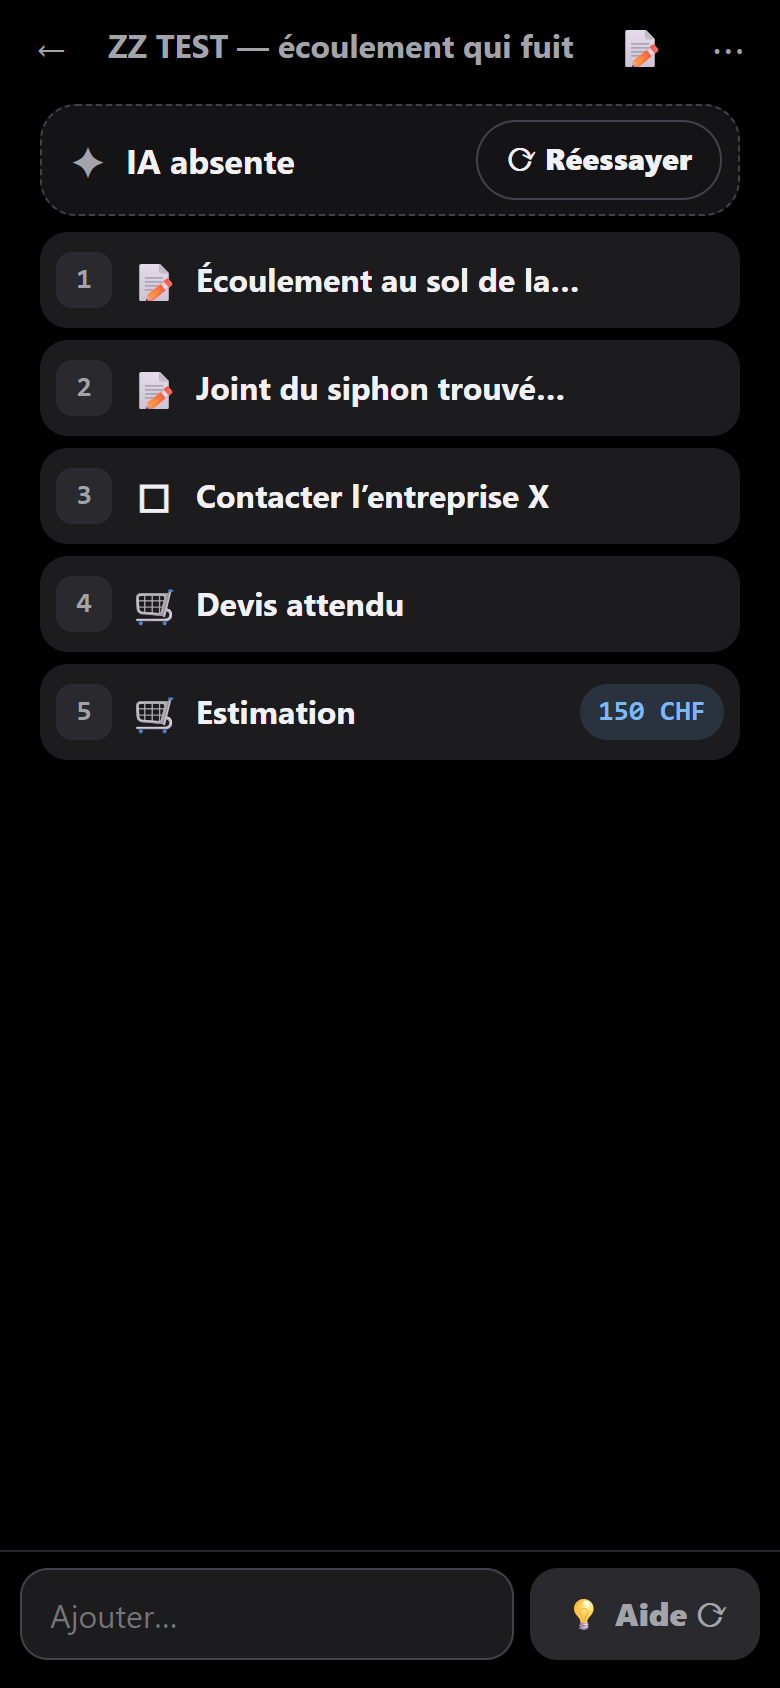 ← ZZ TEST — écoulement qui fuit 📝 …
✦ IA absente ⟳ Réessayer
1 📝 Écoulement au sol de la…
2 📝 Joint du siphon trouvé…
3 ☐ Contacter l’entreprise X
4 🛒 Devis attendu
5 🛒 Estimation 150 CHF
Ajouter… 💡 Aide ⟳